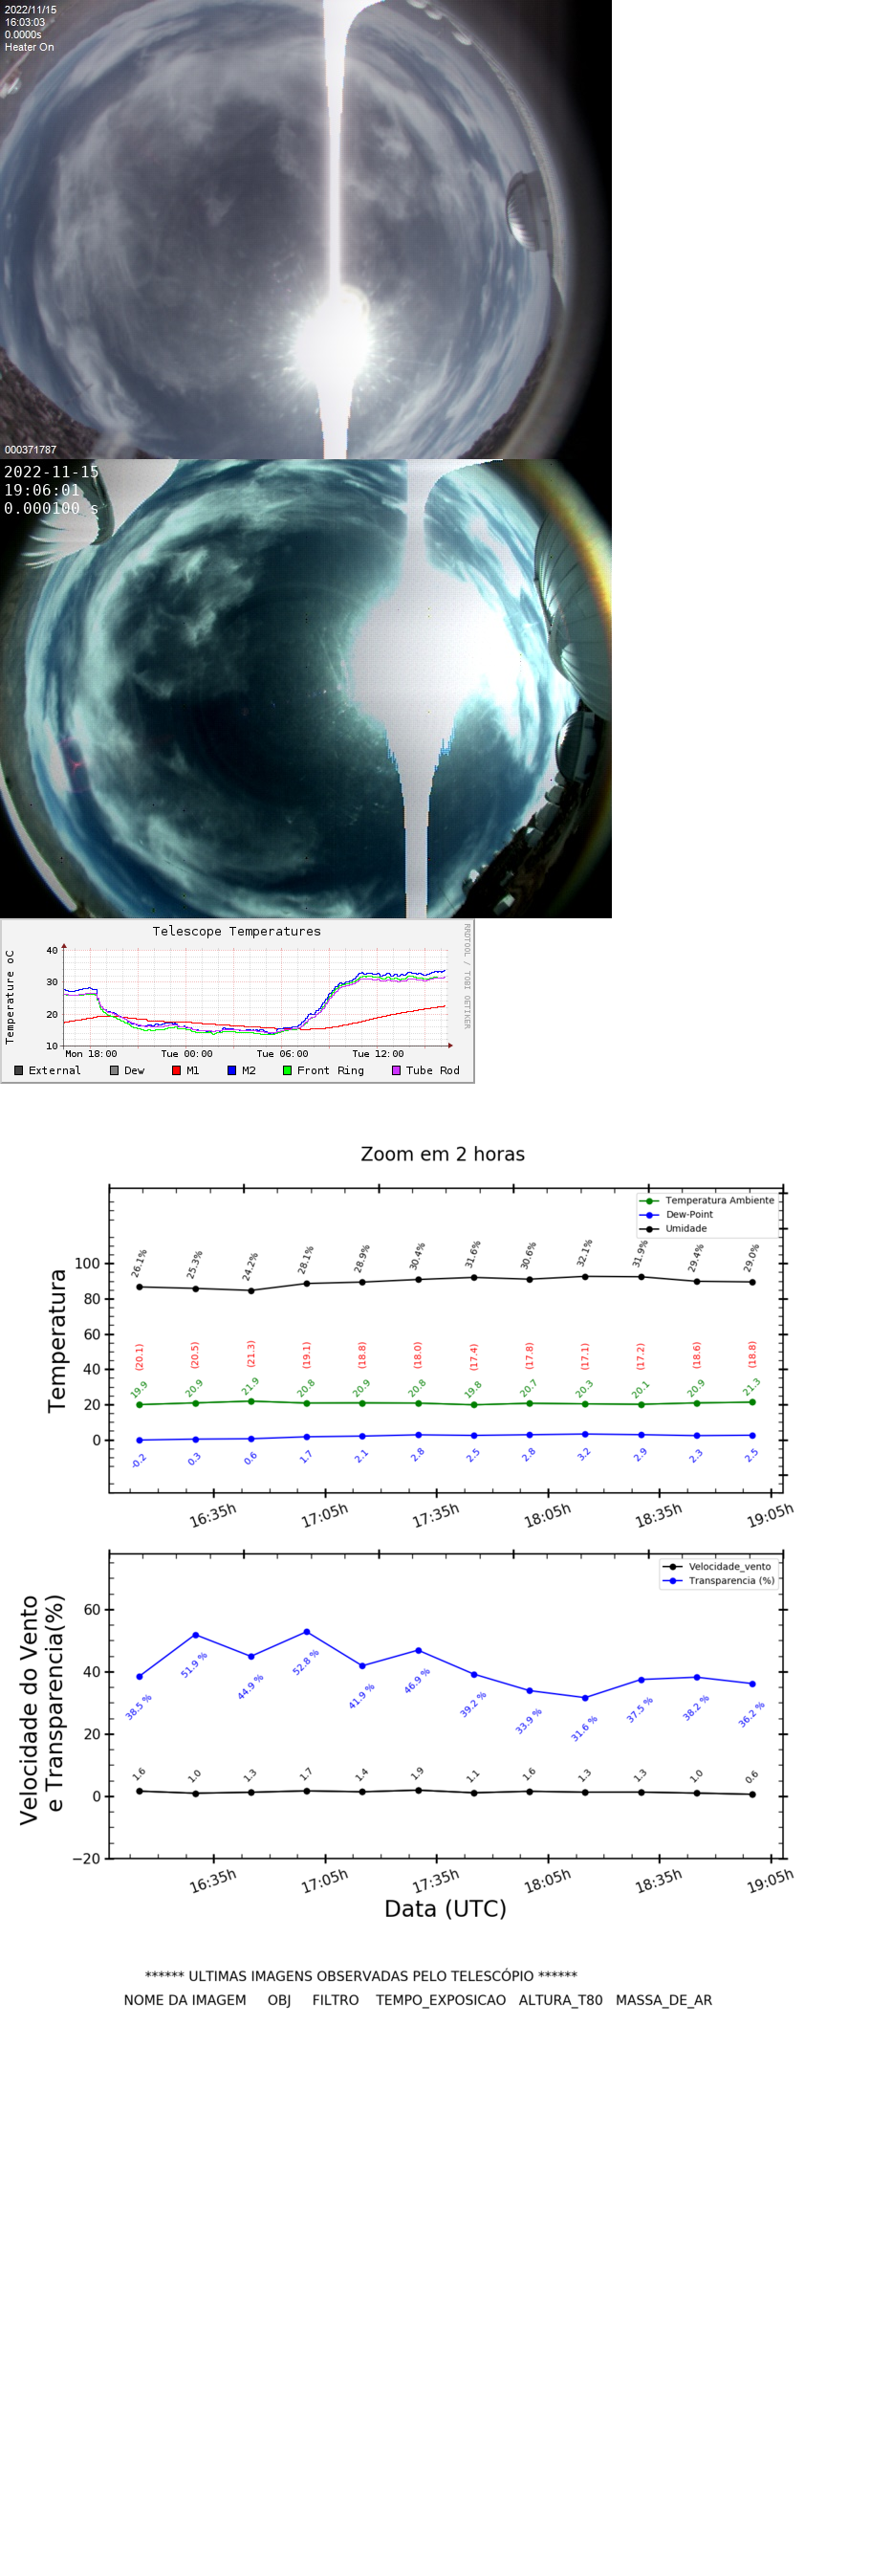 2022/11/15
16:03:03
0.0000s
Heater On
000371787
2022-11-15
19:06:01
0.000100 s
Telescope Temperatures
RRDTOOL / TOBI OETIKER
Temperature oC
40
30
20
10
Mon 18:00 Tue 00:00 Tue 06:00 Tue 12:00
External Dew M1 M2 Front Ring Tube Rod
Zoom em 2 horas
Temperatura Ambiente
Dew-Point
Umidade
Temperatura
100
80
60
40
20
0
26.1% 25.3% 24.2% 28.1% 28.9% 30.4% 31.6% 30.6% 32.1% 31.9% 29.4% 29.0%
(20.1) (20.5) (21.3) (19.1) (18.8) (18.0) (17.4) (17.8) (17.1) (17.2) (18.6) (18.8)
19.9 20.9 21.9 20.8 20.9 20.8 19.8 20.7 20.3 20.1 20.9 21.3
-0.2 0.3 0.6 1.7 2.1 2.8 2.5 2.8 3.2 2.9 2.3 2.5
16:35h 17:05h 17:35h 18:05h 18:35h 19:05h
Velocidade_vento
Transparencia (%)
Velocidade do Vento
e Transparencia(%)
60
40
20
0
−20
38.5 % 51.9 % 44.9 % 52.8 % 41.9 % 46.9 % 39.2 % 33.9 % 31.6 % 37.5 % 38.2 % 36.2 %
1.6 1.0 1.3 1.7 1.4 1.9 1.1 1.6 1.3 1.3 1.0 0.6
16:35h 17:05h 17:35h 18:05h 18:35h 19:05h
Data (UTC)
****** ULTIMAS IMAGENS OBSERVADAS PELO TELESCÓPIO ******
NOME DA IMAGEM OBJ FILTRO TEMPO_EXPOSICAO ALTURA_T80 MASSA_DE_AR